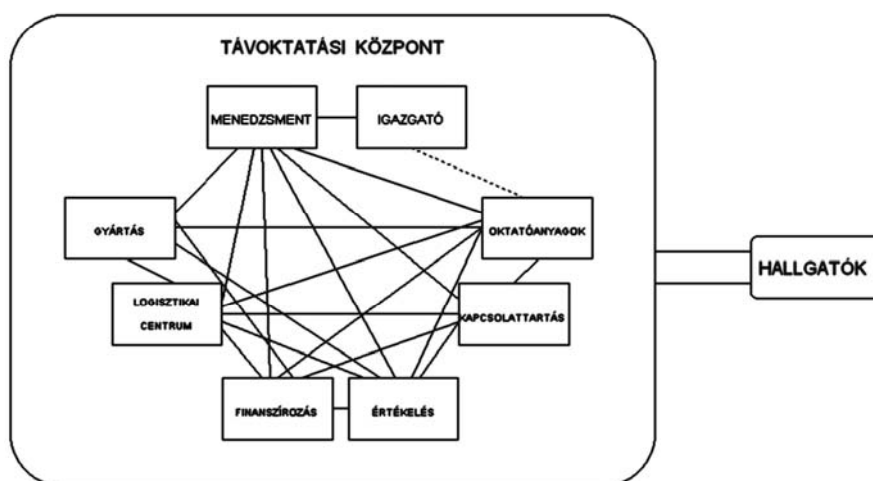 TÁVOKTATÁSI KÖZPONT
MENEDZSMENT
IGAZGATÓ
GYÁRTÁS
OKTATÓANYAGOK
HALLGATÓK
LOGISZTIKAI
CENTRUM
KAPCSOLATTARTÁS
FINANSZÍROZÁS
ÉRTÉKELÉS